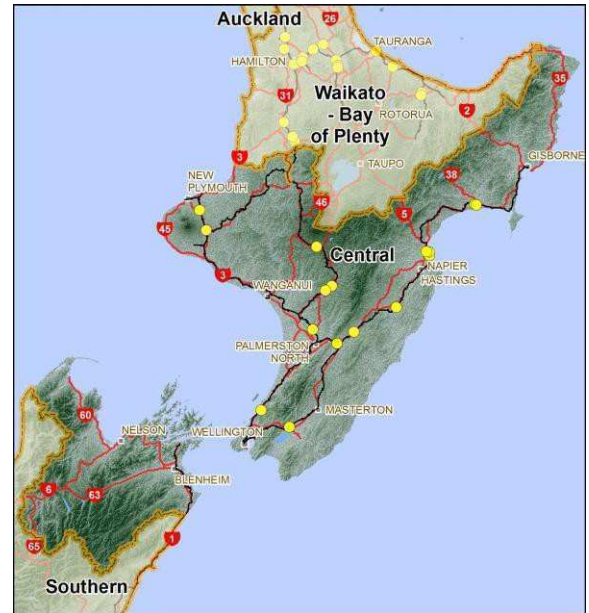 Auckland
26
TAURANGA
HAMILTON
35
31
Waikato
- Bay
of Plenty
2
ROTORUA
3
TAUPO
GISBORNE
38
NEW
PLYMOUTH
46
5
45
Central
3
NAPIER
HASTINGS
WANGANUI
PALMERSTON
NORTH
60
MASTERTON
NELSON
WELLINGTON
6
63
BLENHEIM
65
1
Southern